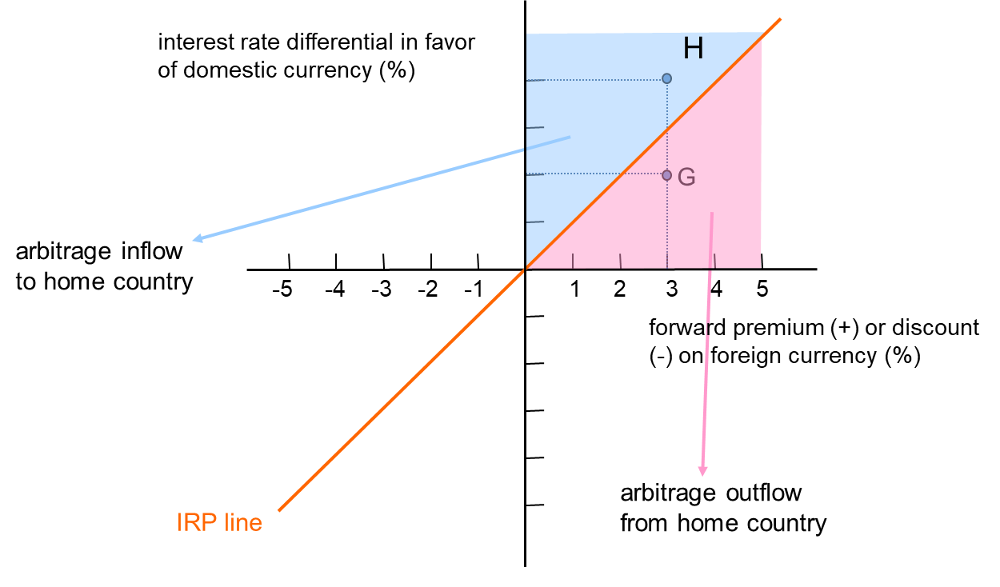 interest rate differential in favor
of domestic currency (%)
H
G
arbitrage inflow
to home country
-5 -4 -3 -2 -1 1 2 3 4 5
forward premium (+) or discount
(-) on foreign currency (%)
arbitrage outflow
from home country
IRP line